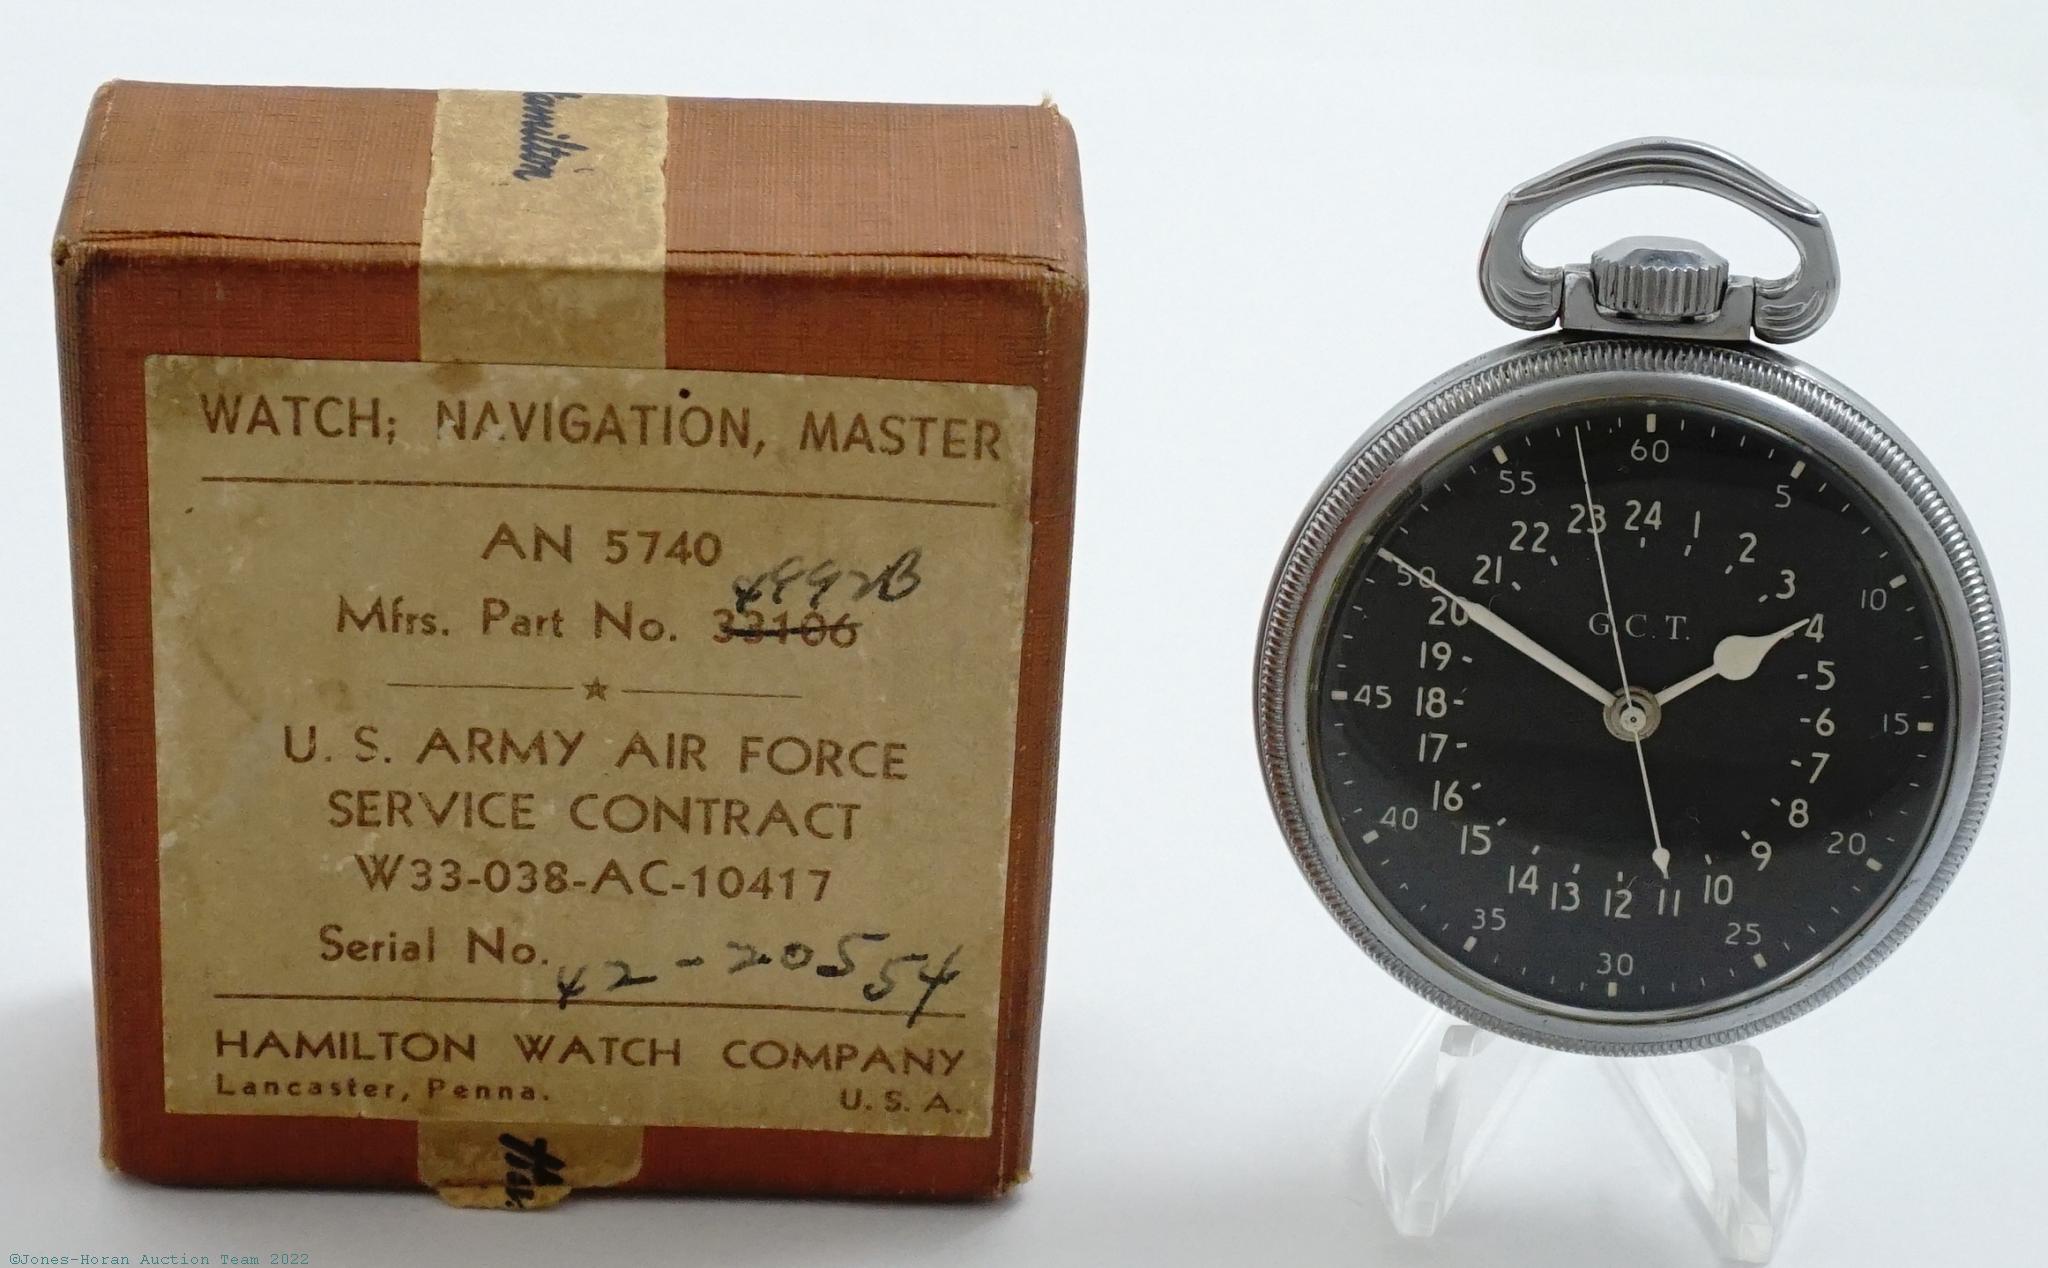 Hamilton
WATCH; NAVIGATION, MASTER
AN 5740
4992B
Mfrs. Part No. 33106
U. S. ARMY AIR FORCE
SERVICE CONTRACT
W33-038-AC-10417
Serial No. 42-20554
HAMILTON WATCH COMPANY
Lancaster, Penna. U. S. A.
60 5 10 15 20 25 30 35 40 45 50 55
24 1 2 3 4 5 6 7 8 9 10 11 12 13 14 15 16 17 18 19 20 21 22 23
G.C.T.
©Jones-Horan Auction Team 2022